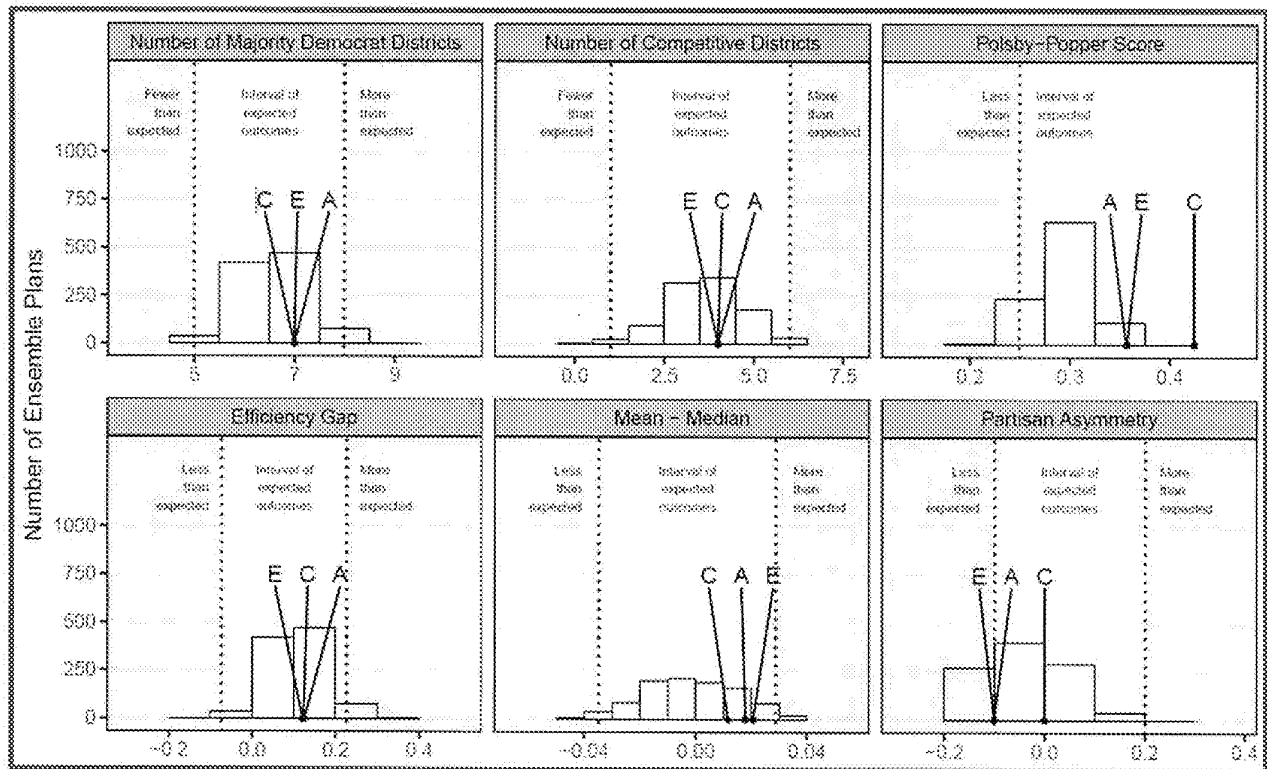 Number of Majority Democrat Districts
Number of Competitive Districts
Polsby-Popper Score
Fewer than expected
Interval of expected outcomes
More than expected
Fewer than expected
Interval of expected outcomes
More than expected
Less than expected
Interval of expected outcomes
1000
750
500
250
0
C E A
E C A
A E C
5 7 9
0.0 2.5 5.0 7.5
0.2 0.3 0.4
Number of Ensemble Plans
Efficiency Gap
Mean - Median
Partisan Asymmetry
Less than expected
Interval of expected outcomes
More than expected
Less than expected
Interval of expected outcomes
More than expected
Less than expected
Interval of expected outcomes
More than expected
1000
750
500
250
0
E C A
C A E
E A C
-0.2 0.0 0.2 0.4
-0.04 0.00 0.04
-0.2 0.0 0.2 0.4